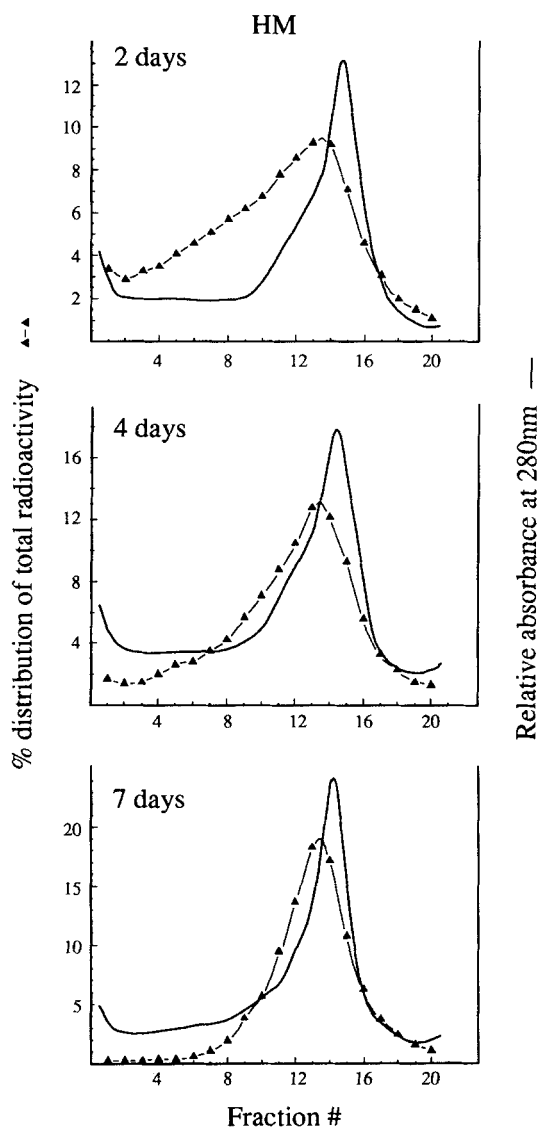 HM
2 days
12
10
8
6
4
2
4 8 12 16 20
4 days
16
12
8
4
4 8 12 16 20
7 days
20
15
10
5
4 8 12 16 20
Fraction #
% distribution of total radioactivity ▲-▲
Relative absorbance at 280nm —